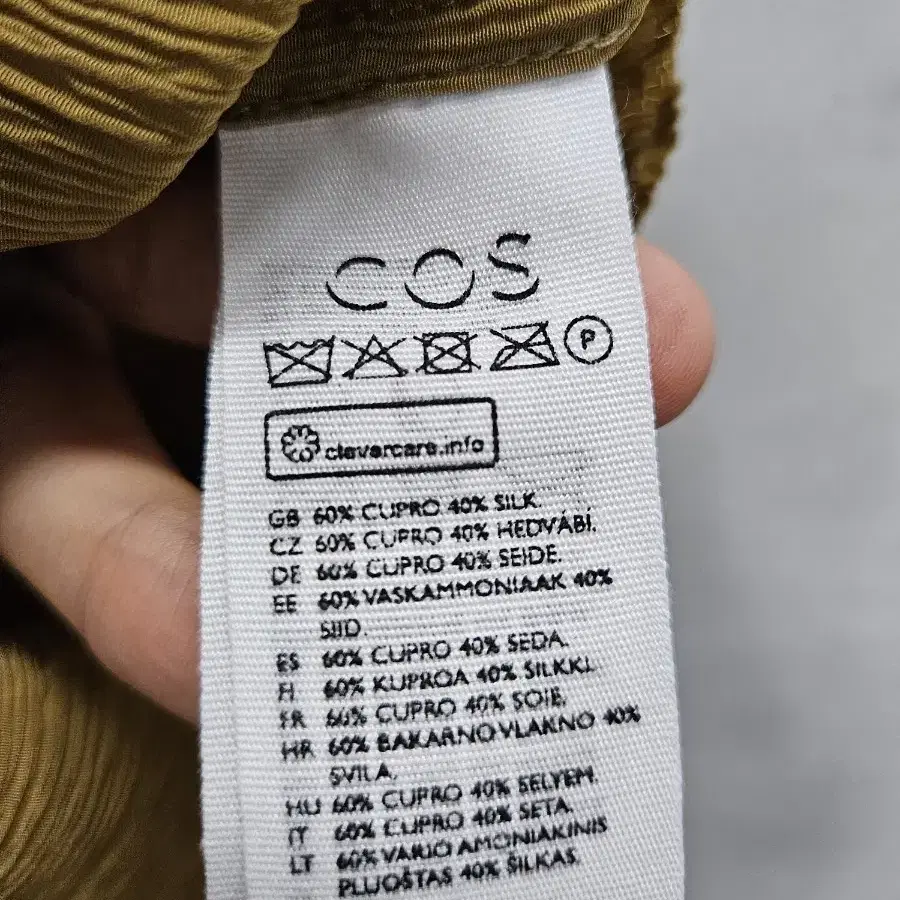 COS
P
clevercare.info
GB 60% CUPRO 40% SILK.
CZ 60% CUPRO 40% HEDVÁBÍ.
DE 60% CUPRO 40% SEIDE.
EE 60% VASKAMMONIAAK 40%
SIID.
ES 60% CUPRO 40% SEDA.
FI 60% KUPROA 40% SILKKI.
FR 60% CUPRO 40% SOIE.
HR 60% BAKARNO VLAKNO 40%
SVILA.
HU 60% CUPRO 40% SELYEM.
IT 60% CUPRO 40% SETA.
LT 60% VARIO AMONIAKINIS
PLUOŠTAS 40% ŠILKAS.